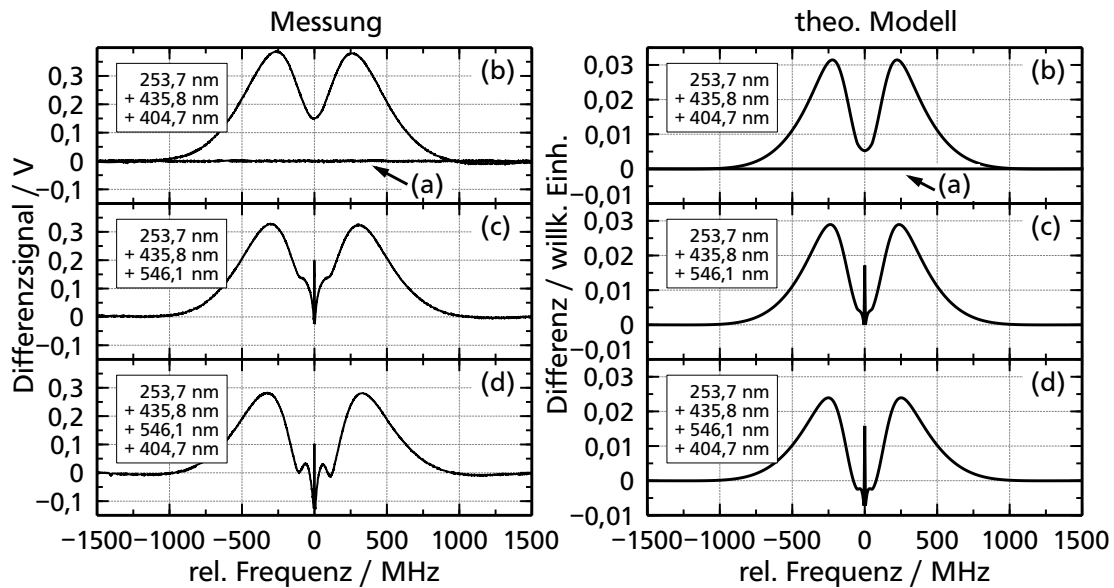 Messung
theo. Modell
Differenzsignal / V
0,3
0,2
0,1
0
−0,1
253,7 nm
+ 435,8 nm
+ 404,7 nm
(b)
(a)
0,3
0,2
0,1
0
−0,1
253,7 nm
+ 435,8 nm
+ 546,1 nm
(c)
0,3
0,2
0,1
0
−0,1
253,7 nm
+ 435,8 nm
+ 546,1 nm
+ 404,7 nm
(d)
−1500 −1000 −500 0 500 1000 1500
rel. Frequenz / MHz
Differenz / willk. Einh.
0,03
0,02
0,01
0
−0,01
253,7 nm
+ 435,8 nm
+ 404,7 nm
(b)
(a)
0,03
0,02
0,01
0
−0,01
253,7 nm
+ 435,8 nm
+ 546,1 nm
(c)
0,03
0,02
0,01
0
−0,01
253,7 nm
+ 435,8 nm
+ 546,1 nm
+ 404,7 nm
(d)
−1500 −1000 −500 0 500 1000 1500
rel. Frequenz / MHz